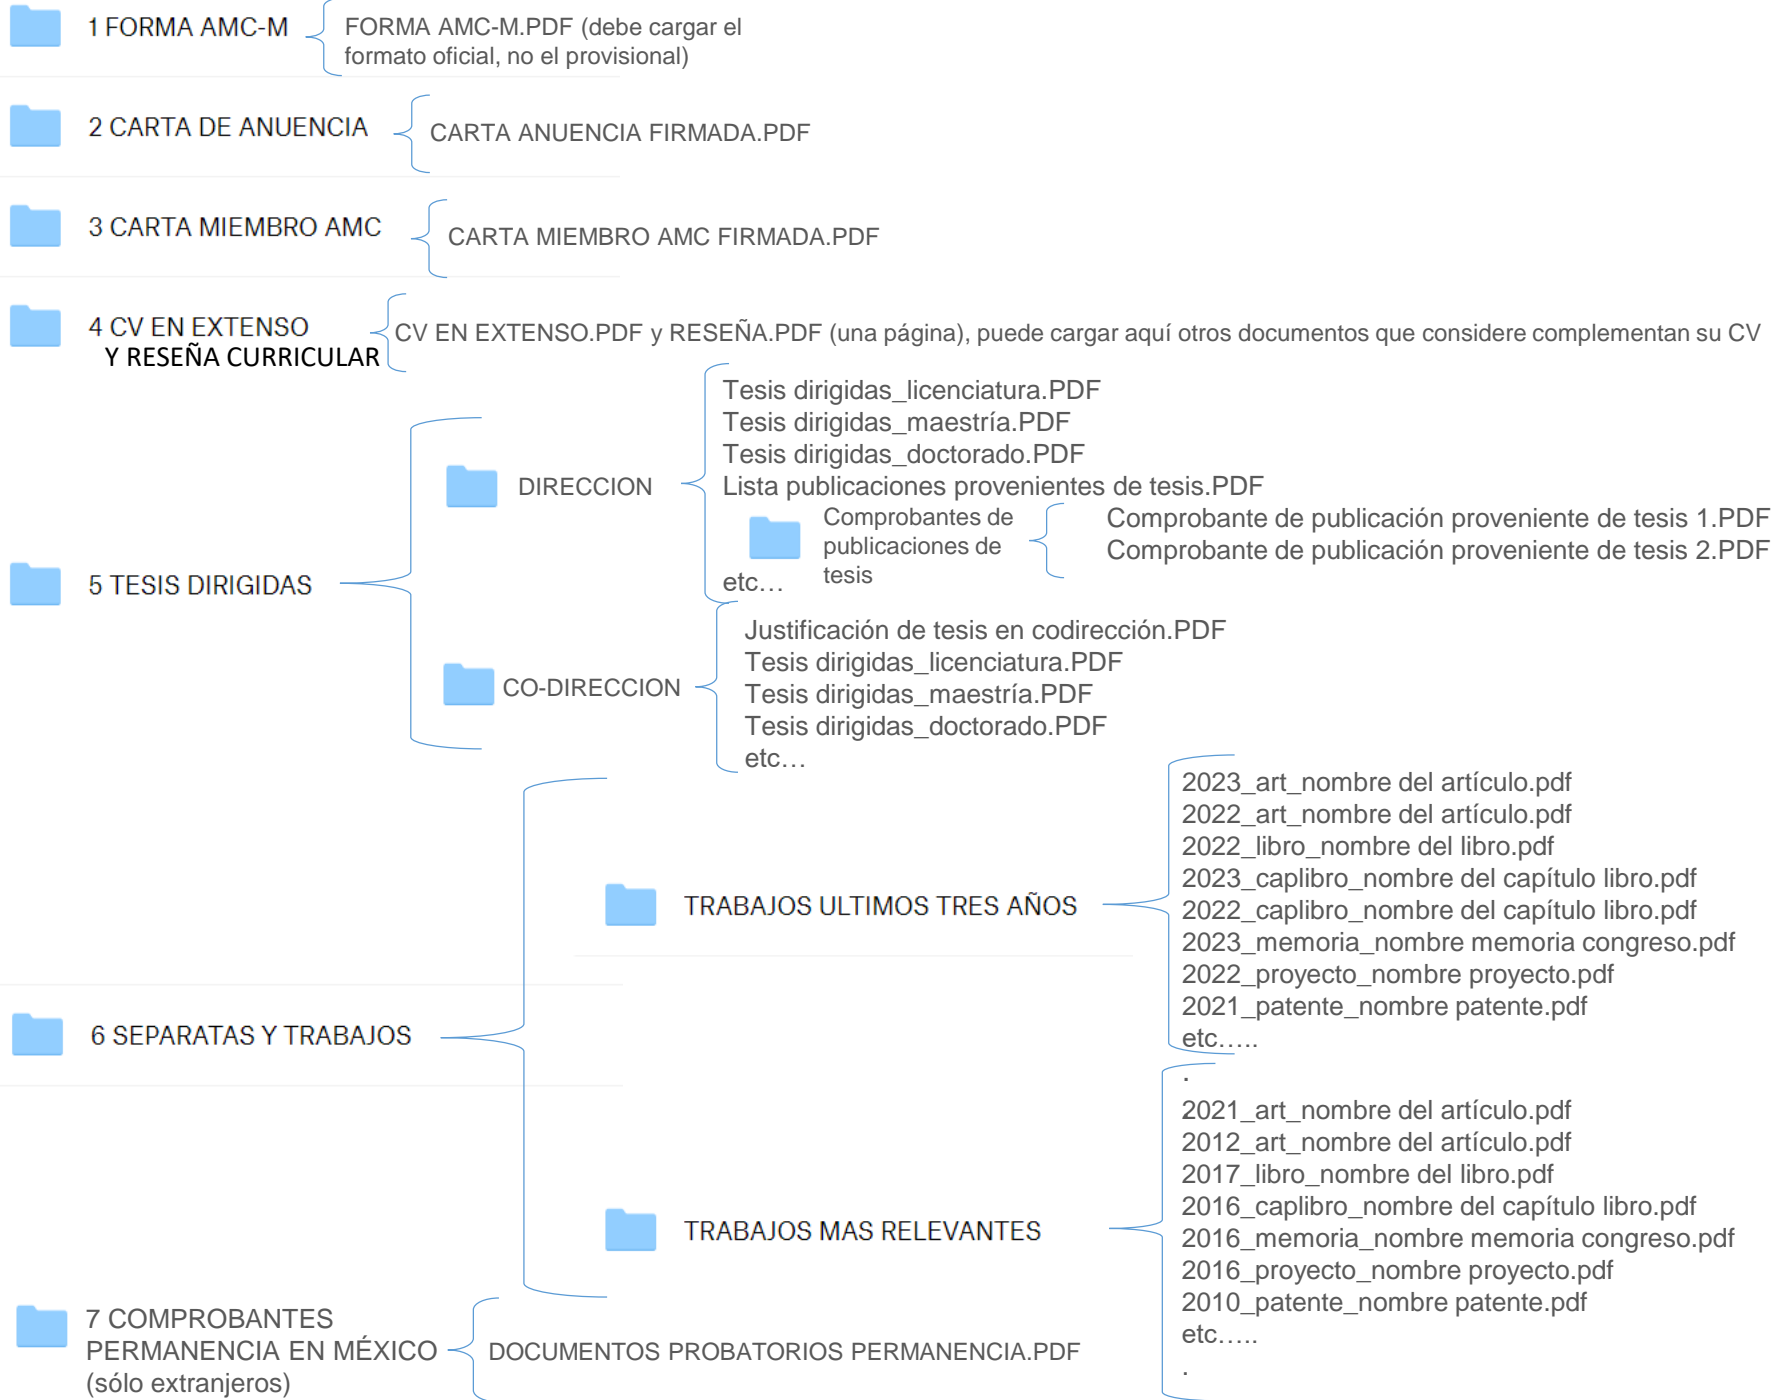 1 FORMA AMC-M
FORMA AMC-M.PDF (debe cargar el
formato oficial, no el provisional)
2 CARTA DE ANUENCIA
CARTA ANUENCIA FIRMADA.PDF
3 CARTA MIEMBRO AMC
CARTA MIEMBRO AMC FIRMADA.PDF
4 CV EN EXTENSO
Y RESEÑA CURRICULAR
CV EN EXTENSO.PDF y RESEÑA.PDF (una página), puede cargar aquí otros documentos que considere complementan su CV
5 TESIS DIRIGIDAS
DIRECCION
Tesis dirigidas_licenciatura.PDF
Tesis dirigidas_maestría.PDF
Tesis dirigidas_doctorado.PDF
Lista publicaciones provenientes de tesis.PDF
Comprobantes de
publicaciones de
tesis
Comprobante de publicación proveniente de tesis 1.PDF
Comprobante de publicación proveniente de tesis 2.PDF
etc…
CO-DIRECCION
Justificación de tesis en codirección.PDF
Tesis dirigidas_licenciatura.PDF
Tesis dirigidas_maestría.PDF
Tesis dirigidas_doctorado.PDF
etc…
6 SEPARATAS Y TRABAJOS
TRABAJOS ULTIMOS TRES AÑOS
2023_art_nombre del artículo.pdf
2022_art_nombre del artículo.pdf
2022_libro_nombre del libro.pdf
2023_caplibro_nombre del capítulo libro.pdf
2022_caplibro_nombre del capítulo libro.pdf
2023_memoria_nombre memoria congreso.pdf
2022_proyecto_nombre proyecto.pdf
2021_patente_nombre patente.pdf
etc…..
.
TRABAJOS MAS RELEVANTES
2021_art_nombre del artículo.pdf
2012_art_nombre del artículo.pdf
2017_libro_nombre del libro.pdf
2016_caplibro_nombre del capítulo libro.pdf
2016_memoria_nombre memoria congreso.pdf
2016_proyecto_nombre proyecto.pdf
2010_patente_nombre patente.pdf
etc…..
.
7 COMPROBANTES
PERMANENCIA EN MÉXICO
(sólo extranjeros)
DOCUMENTOS PROBATORIOS PERMANENCIA.PDF